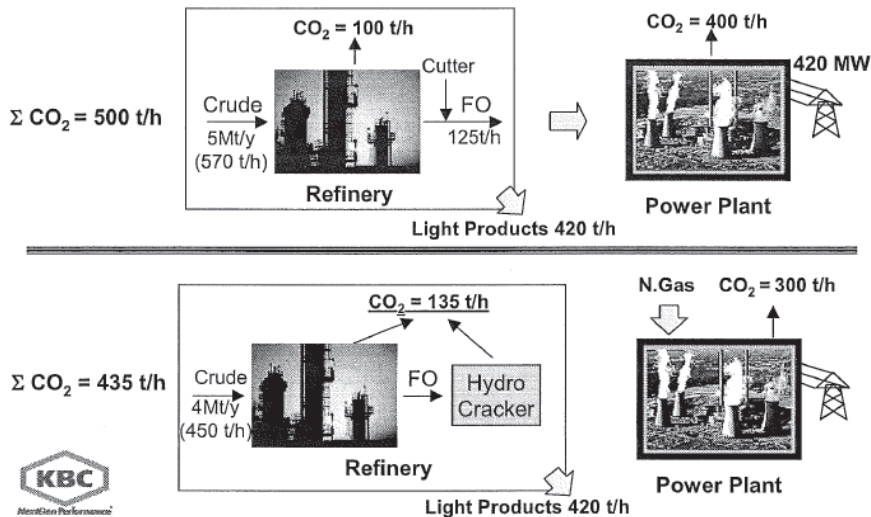 CO₂ = 100 t/h
CO₂ = 400 t/h
Cutter
420 MW
Σ CO₂ = 500 t/h
Crude
FO
5Mt/y
125t/h
(570 t/h)
Refinery
Power Plant
Light Products 420 t/h
N.Gas
CO₂ = 300 t/h
CO₂ = 135 t/h
Σ CO₂ = 435 t/h
Crude
FO
Hydro
Cracker
4Mt/y
(450 t/h)
Refinery
Power Plant
KBC
NextGen Performance
Light Products 420 t/h